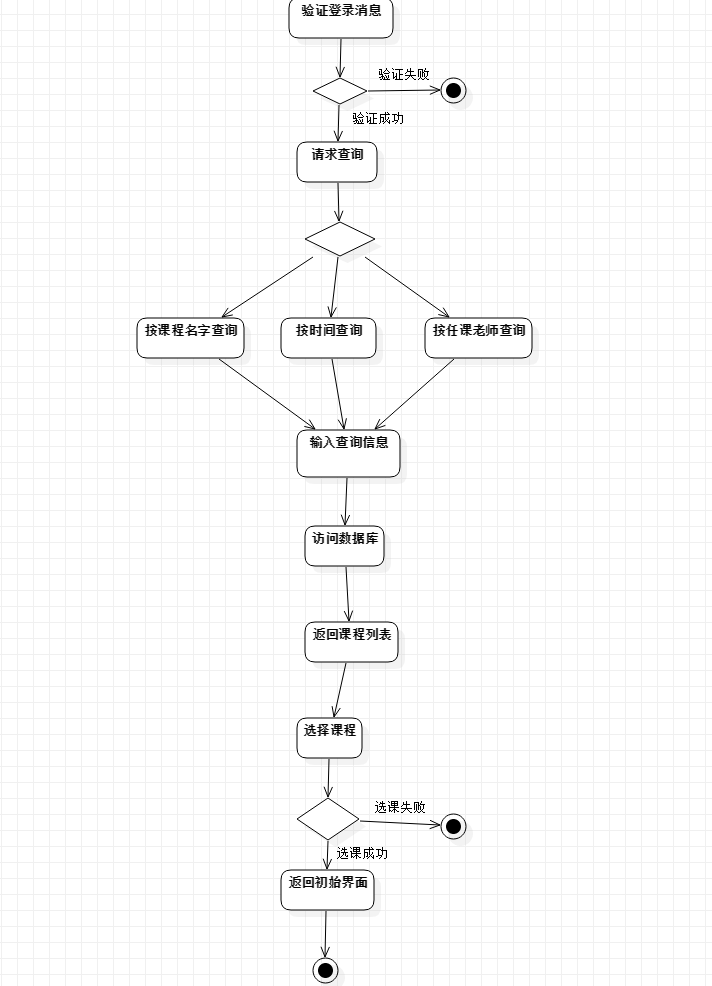 验证登录消息
验证失败
验证成功
请求查询
按课程名字查询
按时间查询
按任课老师查询
输入查询信息
访问数据库
返回课程列表
选择课程
选课失败
选课成功
返回初始界面